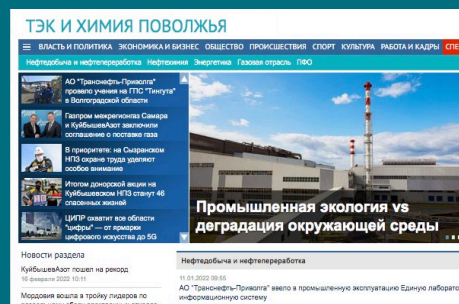 ТЭК И ХИМИЯ ПОВОЛЖЬЯ
ВЛАСТЬ И ПОЛИТИКА ЭКОНОМИКА И БИЗНЕС ОБЩЕСТВО ПРОИСШЕСТВИЯ СПОРТ КУЛЬТУРА РАБОТА И КАДРЫ СПЕ
Нефтедобыча и нефтепереработка Нефтехимия Энергетика Газовая отрасль ПФО
АО "Транснефть-Приволга"
провело учения на ГПС "Тингута"
в Волгоградской области
Газпром межрегионгаз Самара
и КуйбышевАзот заключили
соглашение о поставке газа
В приоритете: на Сызранском
НПЗ охране труда уделяют
особое внимание
Итогом донорской акции на
Куйбышевском НПЗ станут 46
спасенных жизней
ЦИПР охватит все области
"цифры" — от ярмарки
цифрового искусства до 5G
Промышленная экология vs
деградация окружающей среды
Новости раздела
КуйбышевАзот пошел на рекорд
16 февраля 2022 10:11
Мордовия вошла в тройку лидеров по
Нефтедобыча и нефтепереработка
11.01.2022 09:55
АО "Транснефть-Приволга" ввело в промышленную эксплуатацию Единую лаборато
информационную систему